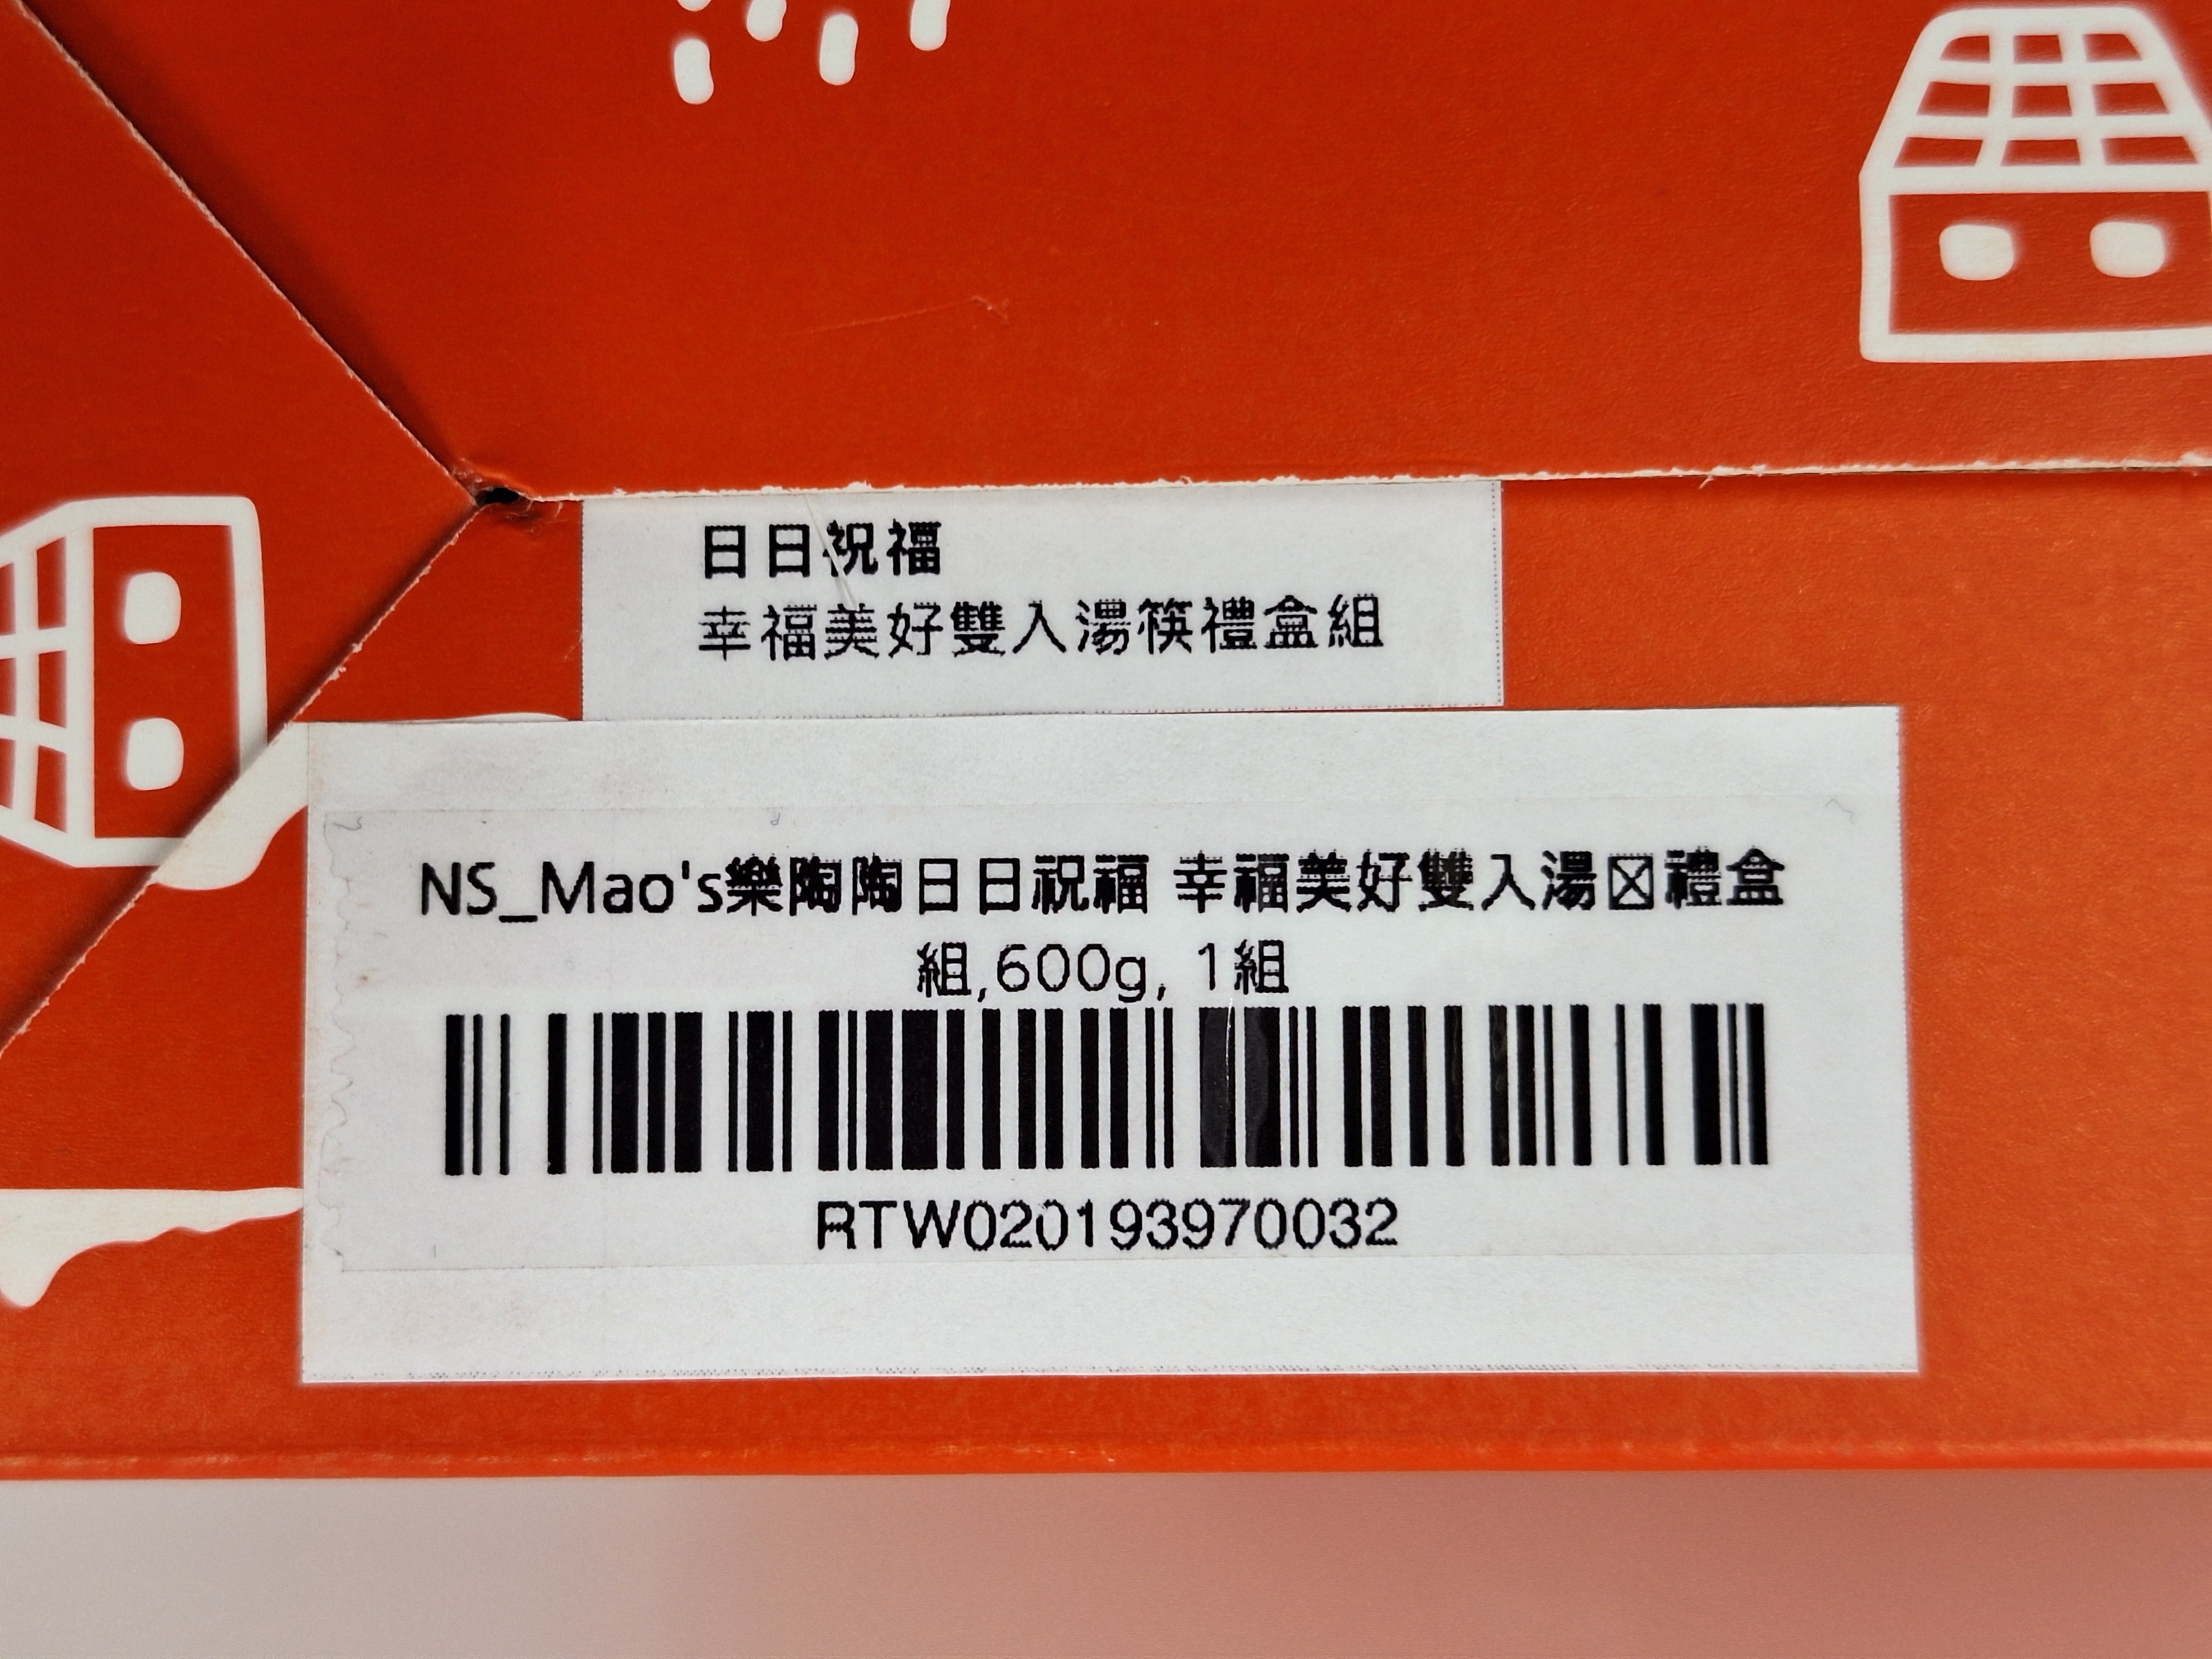 日日祝福
幸福美好雙入湯筷禮盒組
NS_Mao's樂陶陶日日祝福 幸福美好雙入湯☒禮盒
組,600g, 1組
RTW020193970032